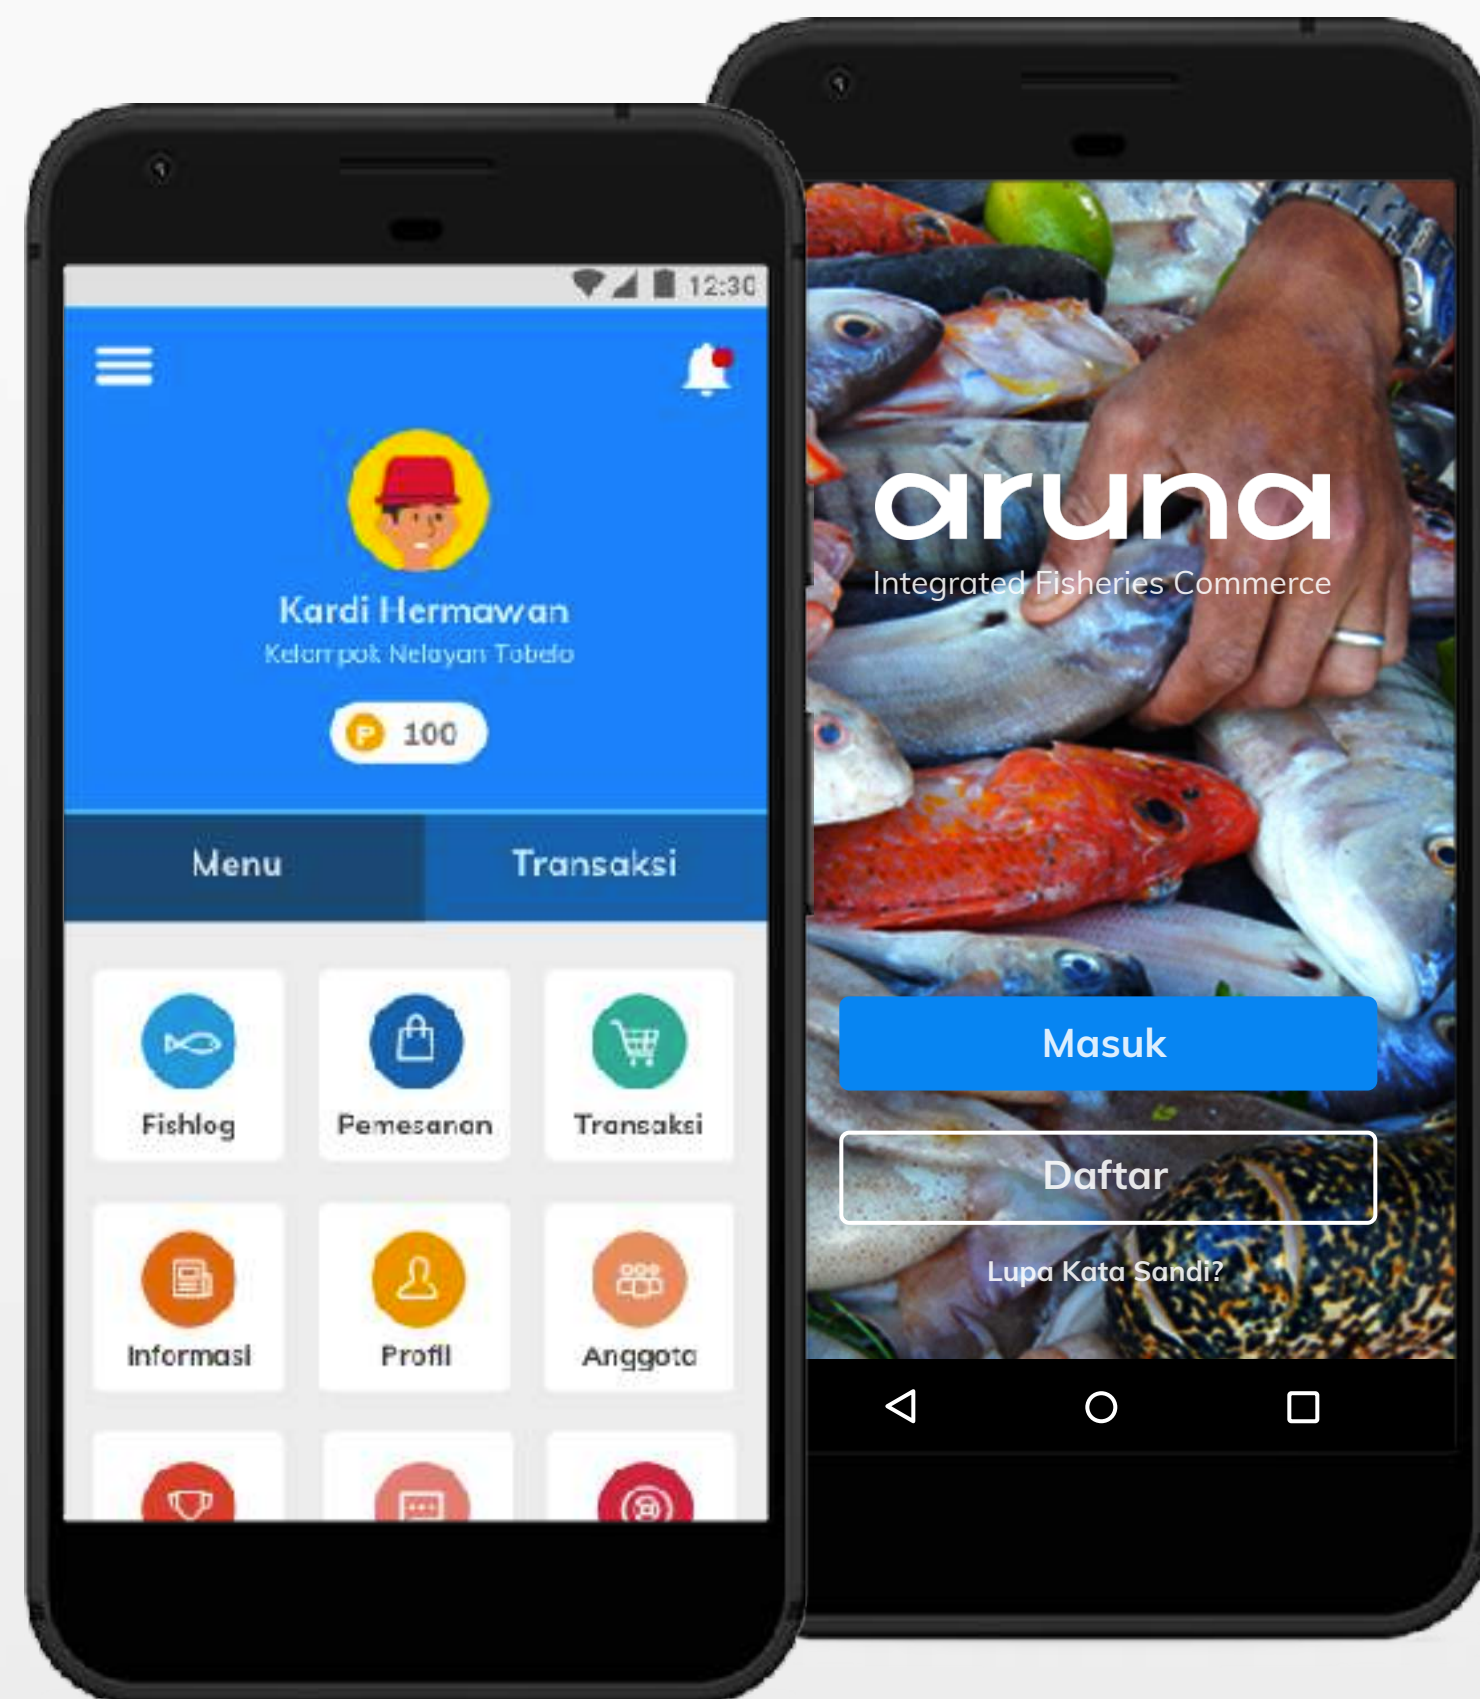 12:30
Kardi Hermawan
Kelompok Nelayan Tobelo
P 100
Menu
Transaksi
Fishlog
Pemesanan
Transaksi
Informasi
Profil
Anggota
aruna
Integrated Fisheries Commerce
Masuk
Daftar
Lupa Kata Sandi?